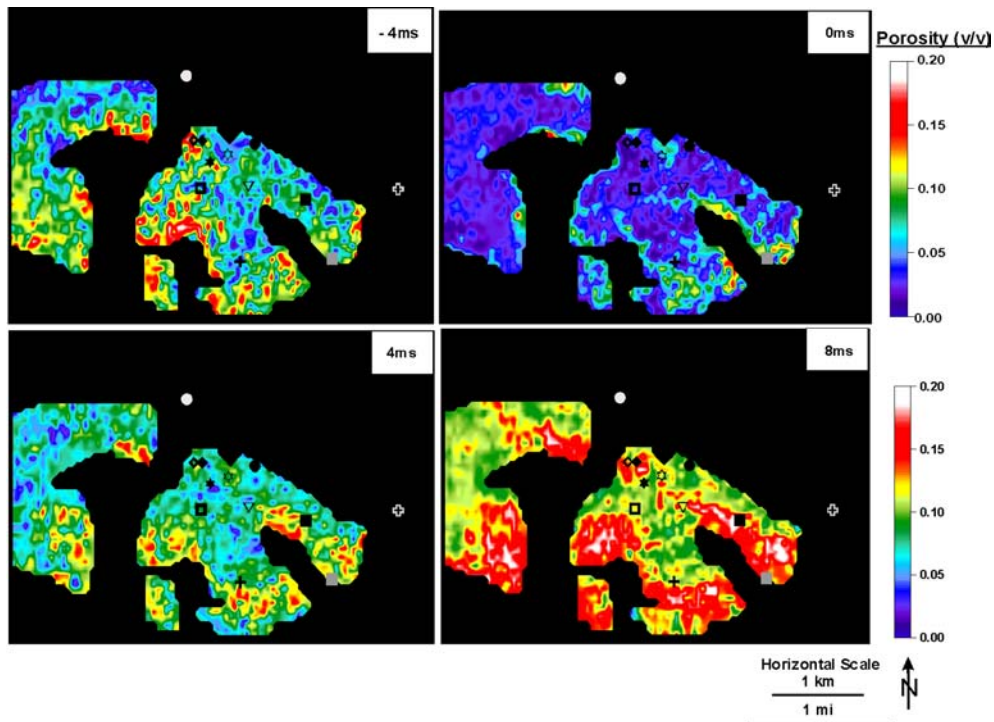 - 4ms
0ms
Porosity (v/v)
0.20
0.15
0.10
0.05
0.00
4ms
8ms
0.20
0.15
0.10
0.05
0.00
Horizontal Scale
1 km
1 mi
N